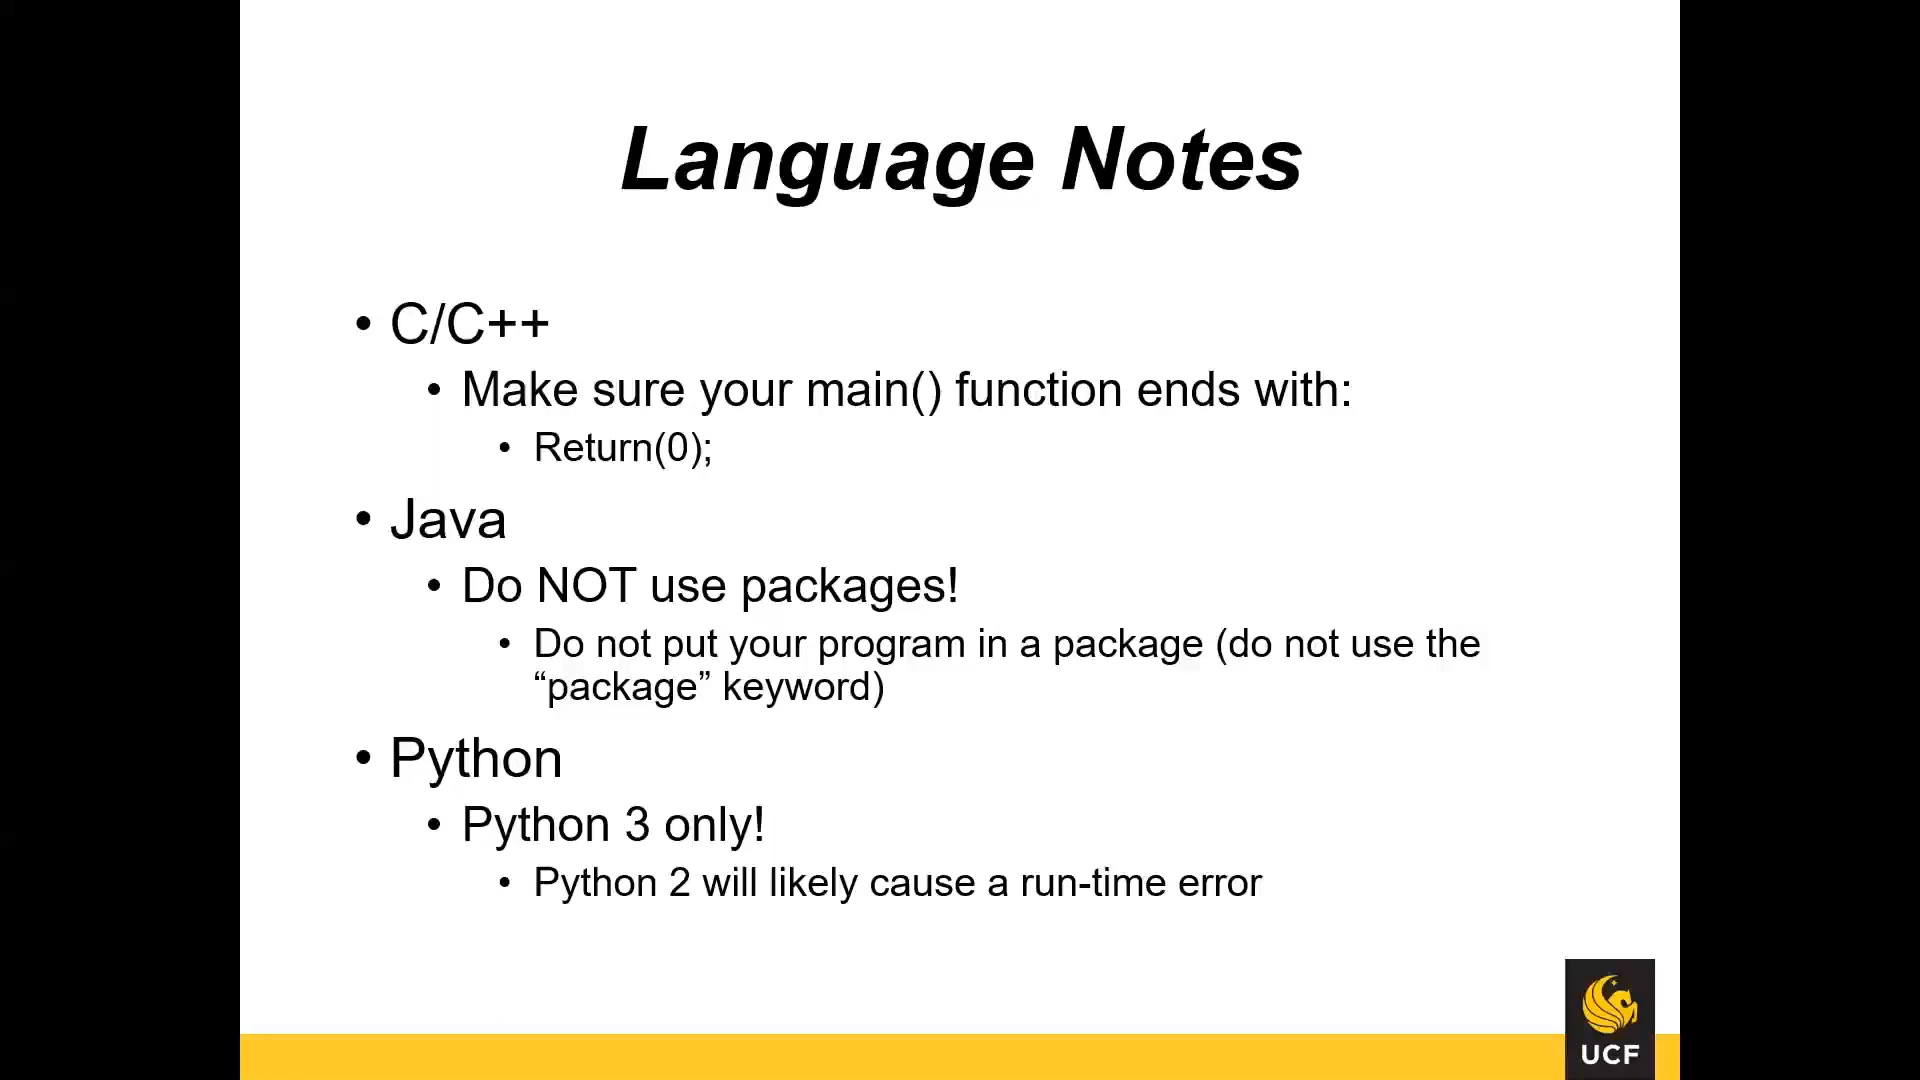 Language Notes
• C/C++
• Make sure your main() function ends with:
• Return(0);
• Java
• Do NOT use packages!
• Do not put your program in a package (do not use the
“package” keyword)
• Python
• Python 3 only!
• Python 2 will likely cause a run-time error
UCF